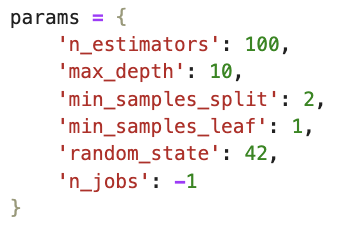 params = {
    'n_estimators': 100,
    'max_depth': 10,
    'min_samples_split': 2,
    'min_samples_leaf': 1,
    'random_state': 42,
    'n_jobs': -1
}